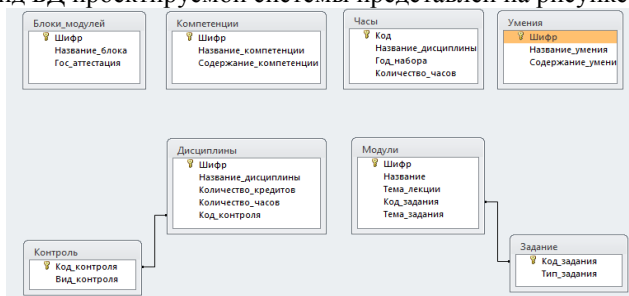 нд БД проектируемой системы представлен на рисунке
Блоки_модулей
Шифр
Название_блока
Гос_аттестация
Компетенции
Шифр
Название_компетенции
Содержание_компетенции
Часы
Код
Название_дисциплины
Год_набора
Количество_часов
Умения
Шифр
Название_умения
Содержание_умени
Дисциплины
Шифр
Название_дисциплины
Количество_кредитов
Количество_часов
Код_контроля
Модули
Шифр
Название
Тема_лекции
Код_задания
Тема_задания
Контроль
Код_контроля
Вид_контроля
Задание
Код_задания
Тип_задания